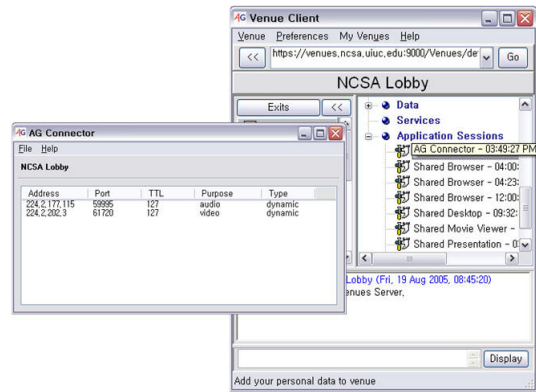 AG Venue Client
Venue Preferences My Venues Help
<< https://venues.ncsa.uiuc.edu:9000/Venues/de Go
NCSA Lobby
Exits <<
Data
Services
Application Sessions
AG Connector - 03:49:27 PM
Shared Browser - 04:00:
Shared Browser - 04:23:
Shared Browser - 12:00:
Shared Desktop - 09:32:
Shared Movie Viewer -
Shared Presentation - 0
Lobby (Fri, 19 Aug 2005, 08:45:20)
enues Server.
Display
Add your personal data to venue
AG AG Connector
File Help
NCSA Lobby
Address Port TTL Purpose Type
224.2.177.115 59995 127 audio dynamic
224.2.202.3 61720 127 video dynamic